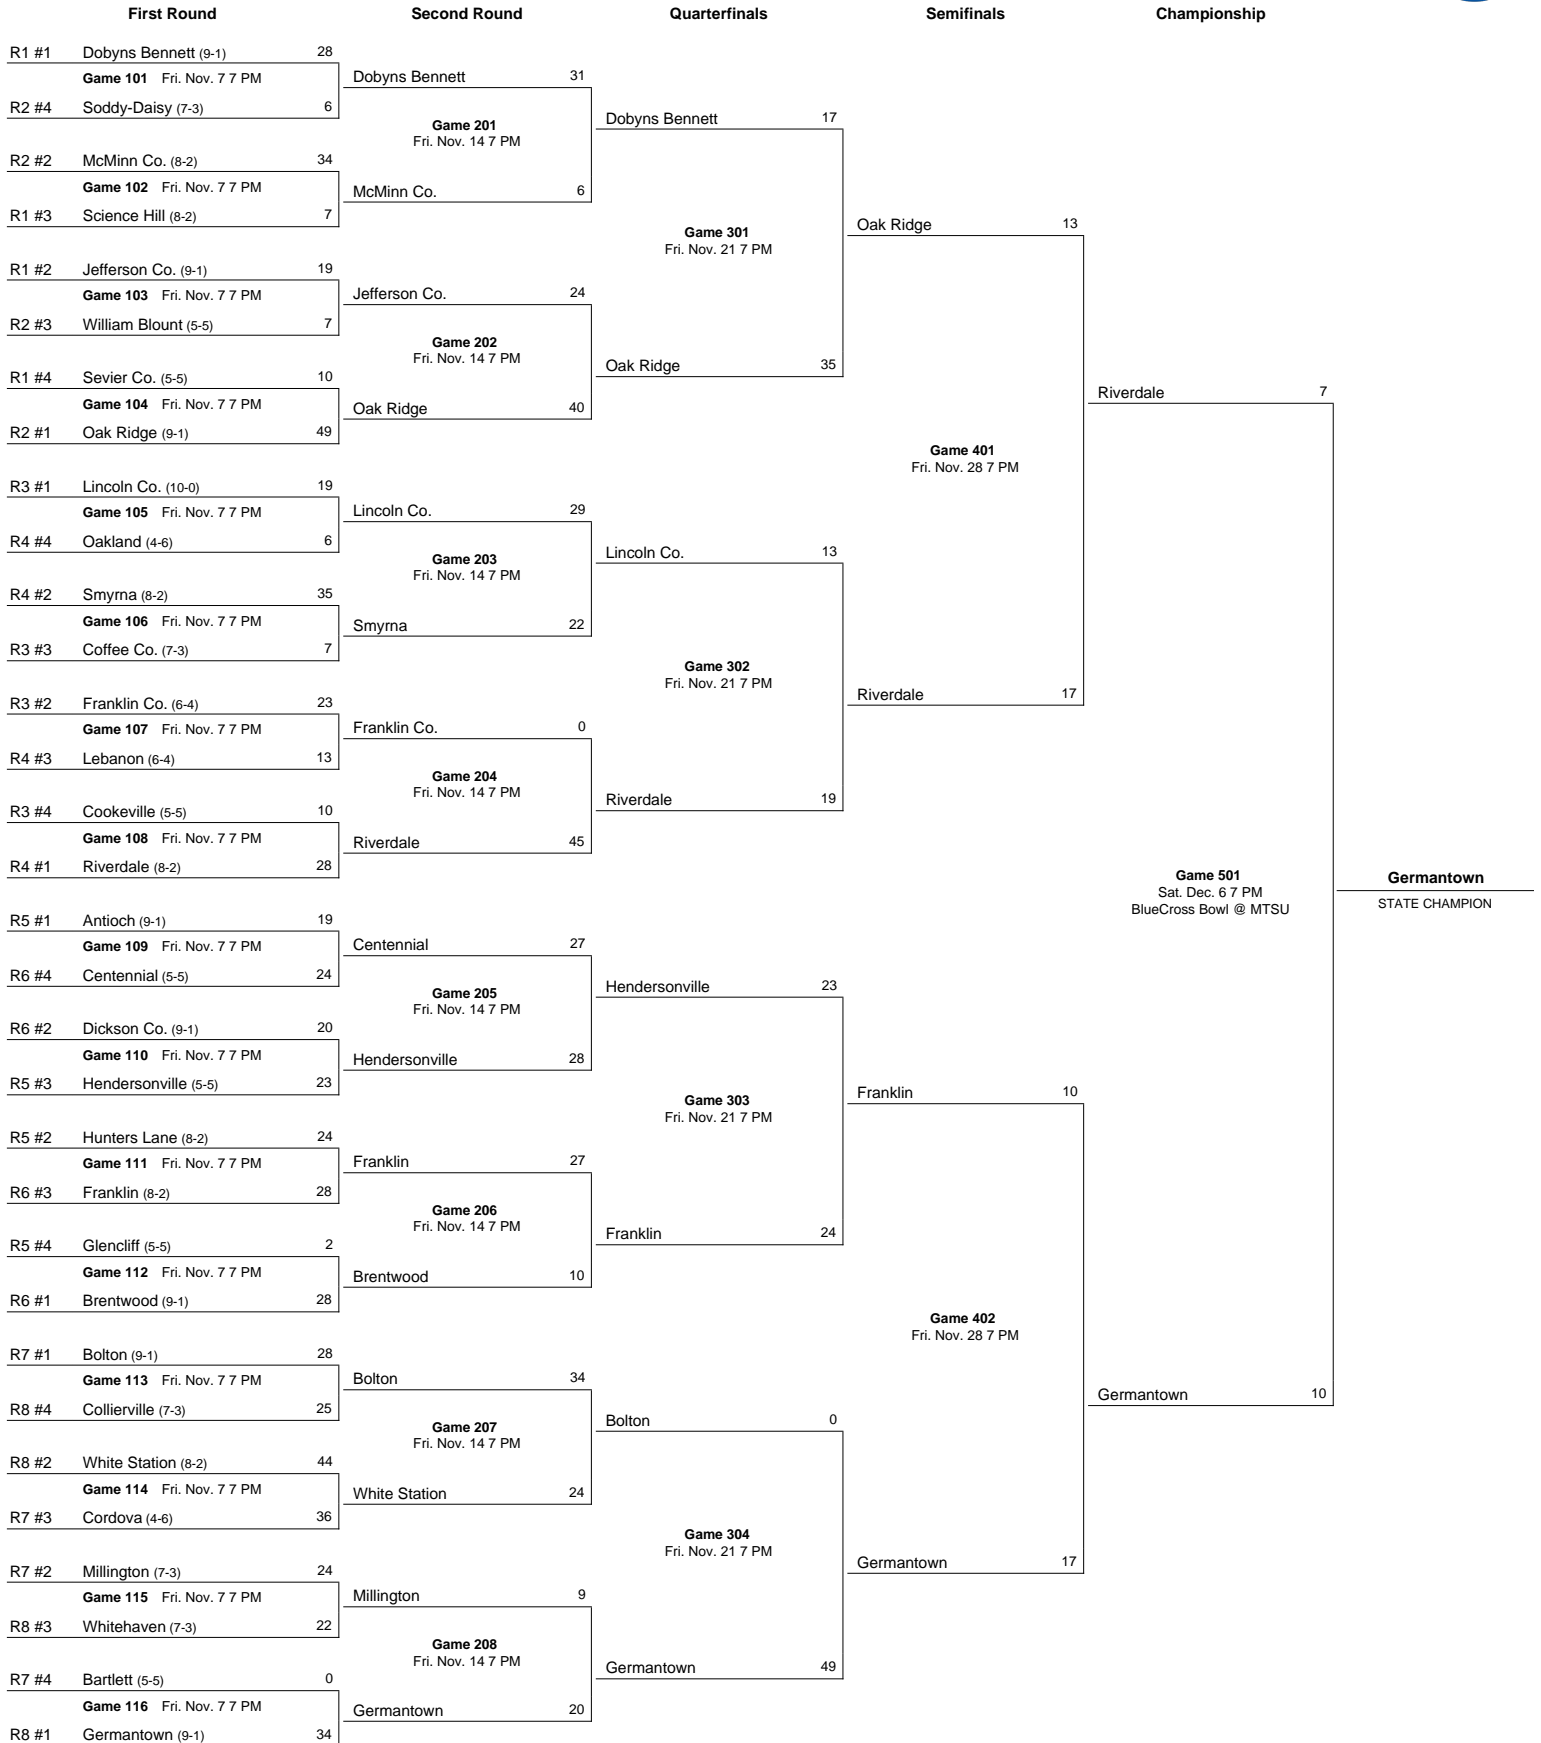 First Round Second Round Quarterfinals Semifinals Championship
R1 #1 Dobyns Bennett (9-1) 28
Game 101 Fri. Nov. 7 7 PM
R2 #4 Soddy-Daisy (7-3) 6
R2 #2 McMinn Co. (8-2) 34
Game 102 Fri. Nov. 7 7 PM
R1 #3 Science Hill (8-2) 7
R1 #2 Jefferson Co. (9-1) 19
Game 103 Fri. Nov. 7 7 PM
R2 #3 William Blount (5-5) 7
R1 #4 Sevier Co. (5-5) 10
Game 104 Fri. Nov. 7 7 PM
R2 #1 Oak Ridge (9-1) 49
R3 #1 Lincoln Co. (10-0) 19
Game 105 Fri. Nov. 7 7 PM
R4 #4 Oakland (4-6) 6
R4 #2 Smyrna (8-2) 35
Game 106 Fri. Nov. 7 7 PM
R3 #3 Coffee Co. (7-3) 7
R3 #2 Franklin Co. (6-4) 23
Game 107 Fri. Nov. 7 7 PM
R4 #3 Lebanon (6-4) 13
R3 #4 Cookeville (5-5) 10
Game 108 Fri. Nov. 7 7 PM
R4 #1 Riverdale (8-2) 28
R5 #1 Antioch (9-1) 19
Game 109 Fri. Nov. 7 7 PM
R6 #4 Centennial (5-5) 24
R6 #2 Dickson Co. (9-1) 20
Game 110 Fri. Nov. 7 7 PM
R5 #3 Hendersonville (5-5) 23
R5 #2 Hunters Lane (8-2) 24
Game 111 Fri. Nov. 7 7 PM
R6 #3 Franklin (8-2) 28
R5 #4 Glencliff (5-5) 2
Game 112 Fri. Nov. 7 7 PM
R6 #1 Brentwood (9-1) 28
R7 #1 Bolton (9-1) 28
Game 113 Fri. Nov. 7 7 PM
R8 #4 Collierville (7-3) 25
R8 #2 White Station (8-2) 44
Game 114 Fri. Nov. 7 7 PM
R7 #3 Cordova (4-6) 36
R7 #2 Millington (7-3) 24
Game 115 Fri. Nov. 7 7 PM
R8 #3 Whitehaven (7-3) 22
R7 #4 Bartlett (5-5) 0
Game 116 Fri. Nov. 7 7 PM
R8 #1 Germantown (9-1) 34
Dobyns Bennett 31
Game 201
Fri. Nov. 14 7 PM
McMinn Co. 6
Jefferson Co. 24
Game 202
Fri. Nov. 14 7 PM
Oak Ridge 40
Lincoln Co. 29
Game 203
Fri. Nov. 14 7 PM
Smyrna 22
Franklin Co. 0
Game 204
Fri. Nov. 14 7 PM
Riverdale 45
Centennial 27
Game 205
Fri. Nov. 14 7 PM
Hendersonville 28
Franklin 27
Game 206
Fri. Nov. 14 7 PM
Brentwood 10
Bolton 34
Game 207
Fri. Nov. 14 7 PM
White Station 24
Millington 9
Game 208
Fri. Nov. 14 7 PM
Germantown 20
Dobyns Bennett 17
Game 301
Fri. Nov. 21 7 PM
Oak Ridge 35
Lincoln Co. 13
Game 302
Fri. Nov. 21 7 PM
Riverdale 19
Hendersonville 23
Game 303
Fri. Nov. 21 7 PM
Franklin 24
Bolton 0
Game 304
Fri. Nov. 21 7 PM
Germantown 49
Oak Ridge 13
Game 401
Fri. Nov. 28 7 PM
Riverdale 17
Franklin 10
Game 402
Fri. Nov. 28 7 PM
Germantown 17
Riverdale 7
Game 501
Sat. Dec. 6 7 PM
BlueCross Bowl @ MTSU
Germantown 10
Germantown
STATE CHAMPION